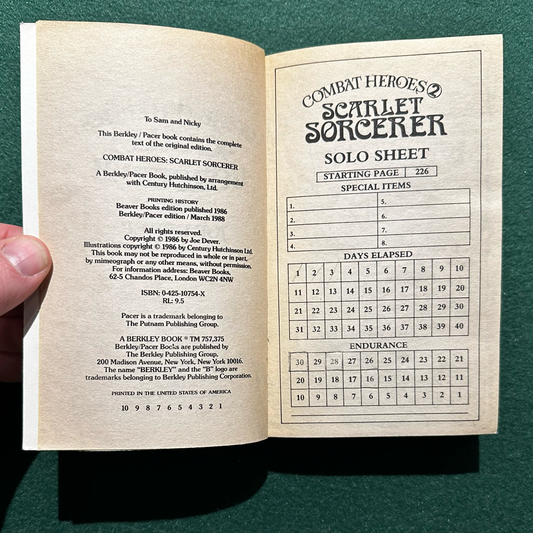 To Sam and Nicky
This Berkley / Pacer book contains the complete
text of the original edition.
COMBAT HEROES: SCARLET SORCERER
A Berkley/Pacer Book, published by arrangement
with Century Hutchinson, Ltd.
PRINTING HISTORY
Beaver Books edition published 1986
Berkley/Pacer edition / March 1988
All rights reserved.
Copyright © 1986 by Joe Dever.
Illustrations copyright © 1986 by Century Hutchinson Ltd.
This book may not be reproduced in whole or in part,
by mimeograph or any other means, without permission.
For information address: Beaver Books,
62-5 Chandos Place, London WC2N 4NW
ISBN: 0-425-10754-X
RL: 9.5
Pacer is a trademark belonging to
The Putnam Publishing Group.
A BERKLEY BOOK ® TM 757,375
Berkley/Pacer Books are published by
The Berkley Publishing Group,
200 Madison Avenue, New York, New York 10016.
The name "BERKLEY" and the "B" logo are
trademarks belonging to Berkley Publishing Corporation.
PRINTED IN THE UNITED STATES OF AMERICA
10 9 8 7 6 5 4 3 2 1
COMBAT HEROES 2
SCARLET
SORCERER
SOLO SHEET
STARTING PAGE 226
SPECIAL ITEMS
1. 5.
2. 6.
3. 7.
4. 8.
DAYS ELAPSED
1 2 3 4 5 6 7 8 9 10
11 12 13 14 15 16 17 18 19 20
21 22 23 24 25 26 27 28 29 30
31 32 33 34 35 36 37 38 39 40
ENDURANCE
30 29 28 27 26 25 24 23 22 21
20 19 18 17 16 15 14 13 12 11
10 9 8 7 6 5 4 3 2 1